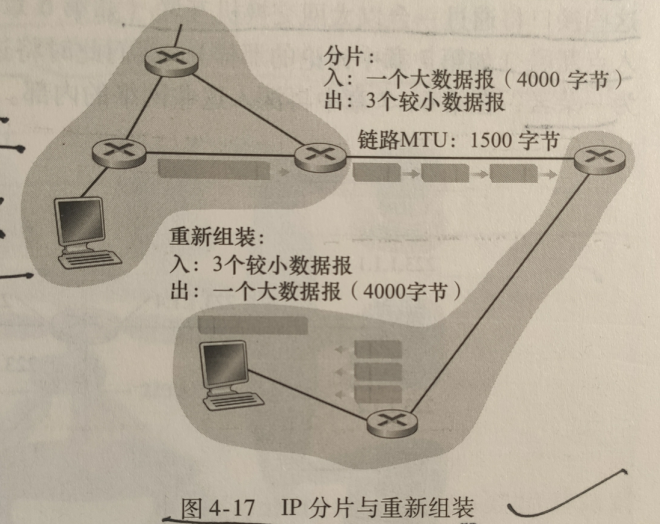 分片：
入：一个大数据报（4000 字节）
出：3个较小数据报
链路MTU：1500 字节
重新组装：
入：3个较小数据报
出：一个大数据报（4000字节）
图 4-17 IP 分片与重新组装